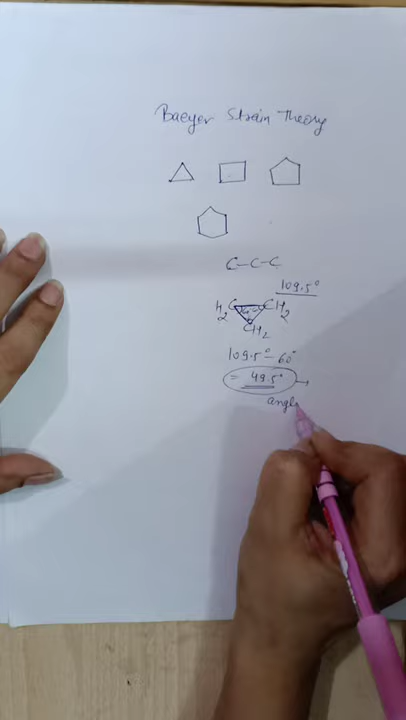 Baeyer Strain Theory
C-C-C
109.5°
H₂C CH₂
CH₂
109.5° - 60°
= 49.5° →
angle